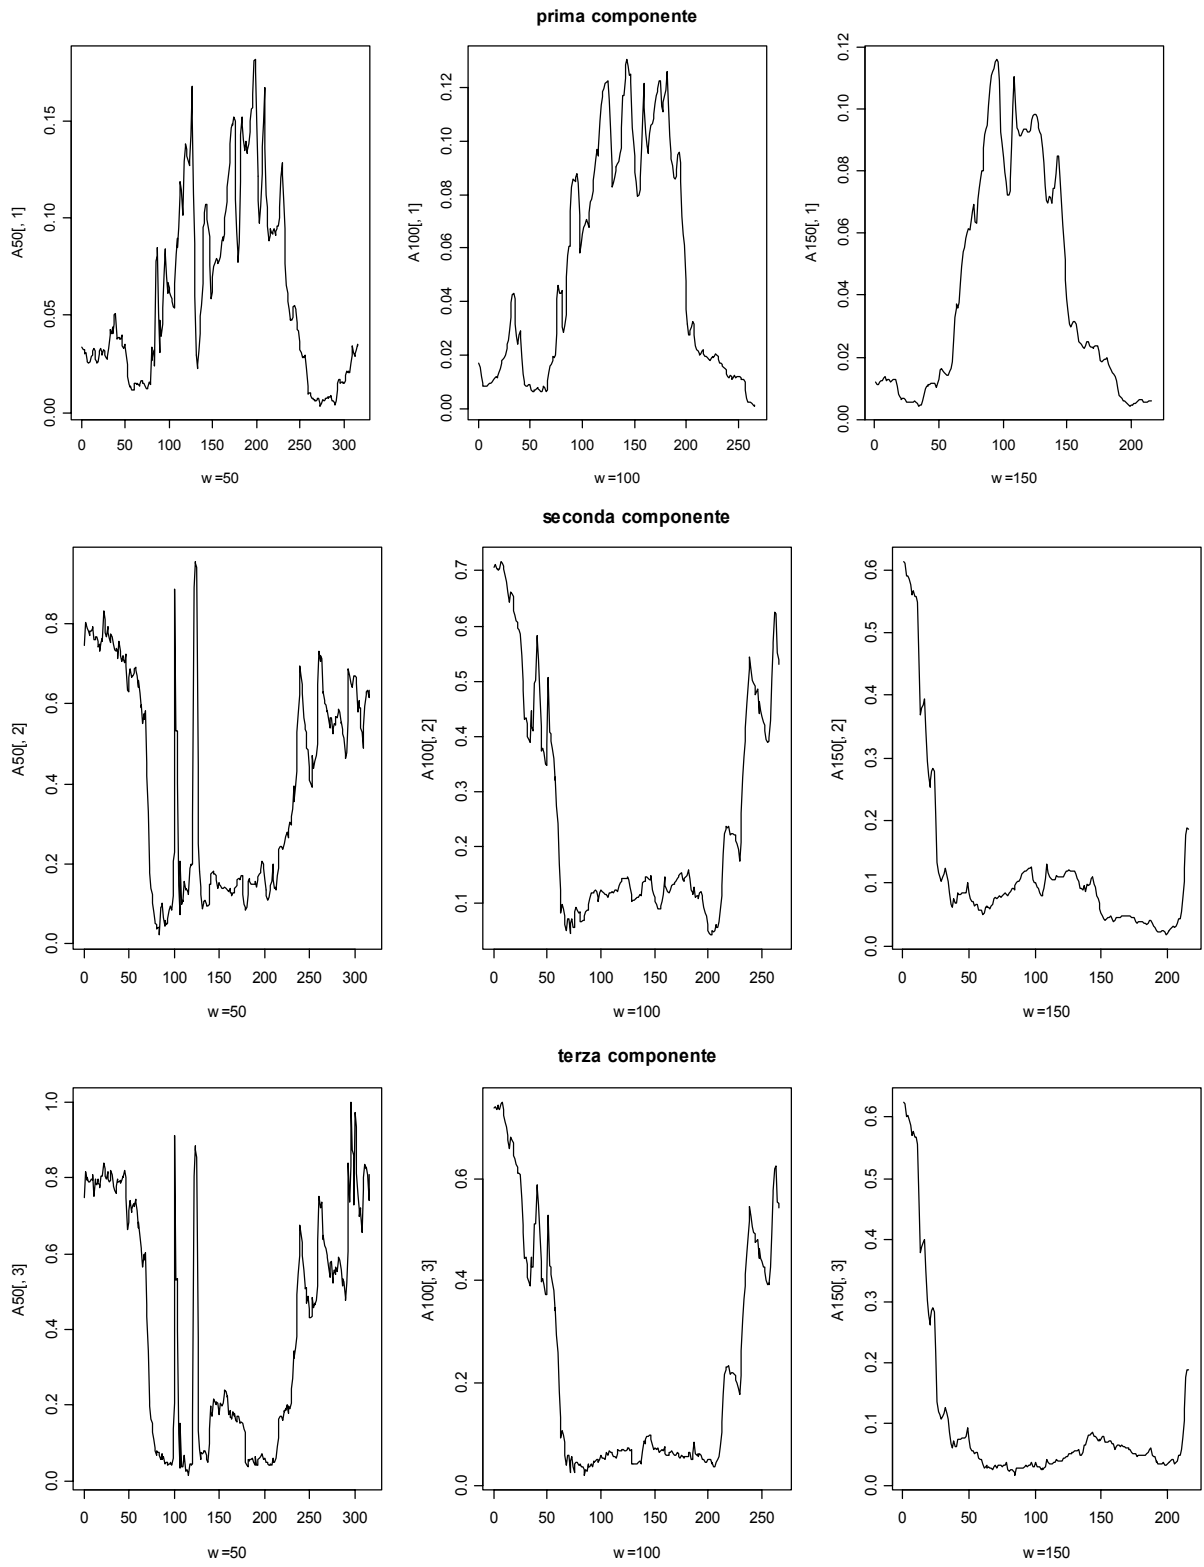 prima componente
A50[, 1]
0.00 0.05 0.10 0.15
0 50 100 150 200 250 300
w=50
A100[, 1]
0.00 0.02 0.04 0.06 0.08 0.10 0.12
0 50 100 150 200 250
w=100
A150[, 1]
0.00 0.02 0.04 0.06 0.08 0.10 0.12
0 50 100 150 200
w=150
seconda componente
A50[, 2]
0.0 0.2 0.4 0.6 0.8
0 50 100 150 200 250 300
w=50
A100[, 2]
0.1 0.2 0.3 0.4 0.5 0.6 0.7
0 50 100 150 200 250
w=100
A150[, 2]
0.0 0.1 0.2 0.3 0.4 0.5 0.6
0 50 100 150 200
w=150
terza componente
A50[, 3]
0.0 0.2 0.4 0.6 0.8 1.0
0 50 100 150 200 250 300
w=50
A100[, 3]
0.0 0.2 0.4 0.6
0 50 100 150 200 250
w=100
A150[, 3]
0.0 0.1 0.2 0.3 0.4 0.5 0.6
0 50 100 150 200
w=150